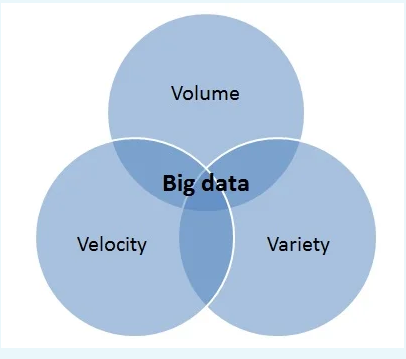 Volume
Big data
Velocity
Variety